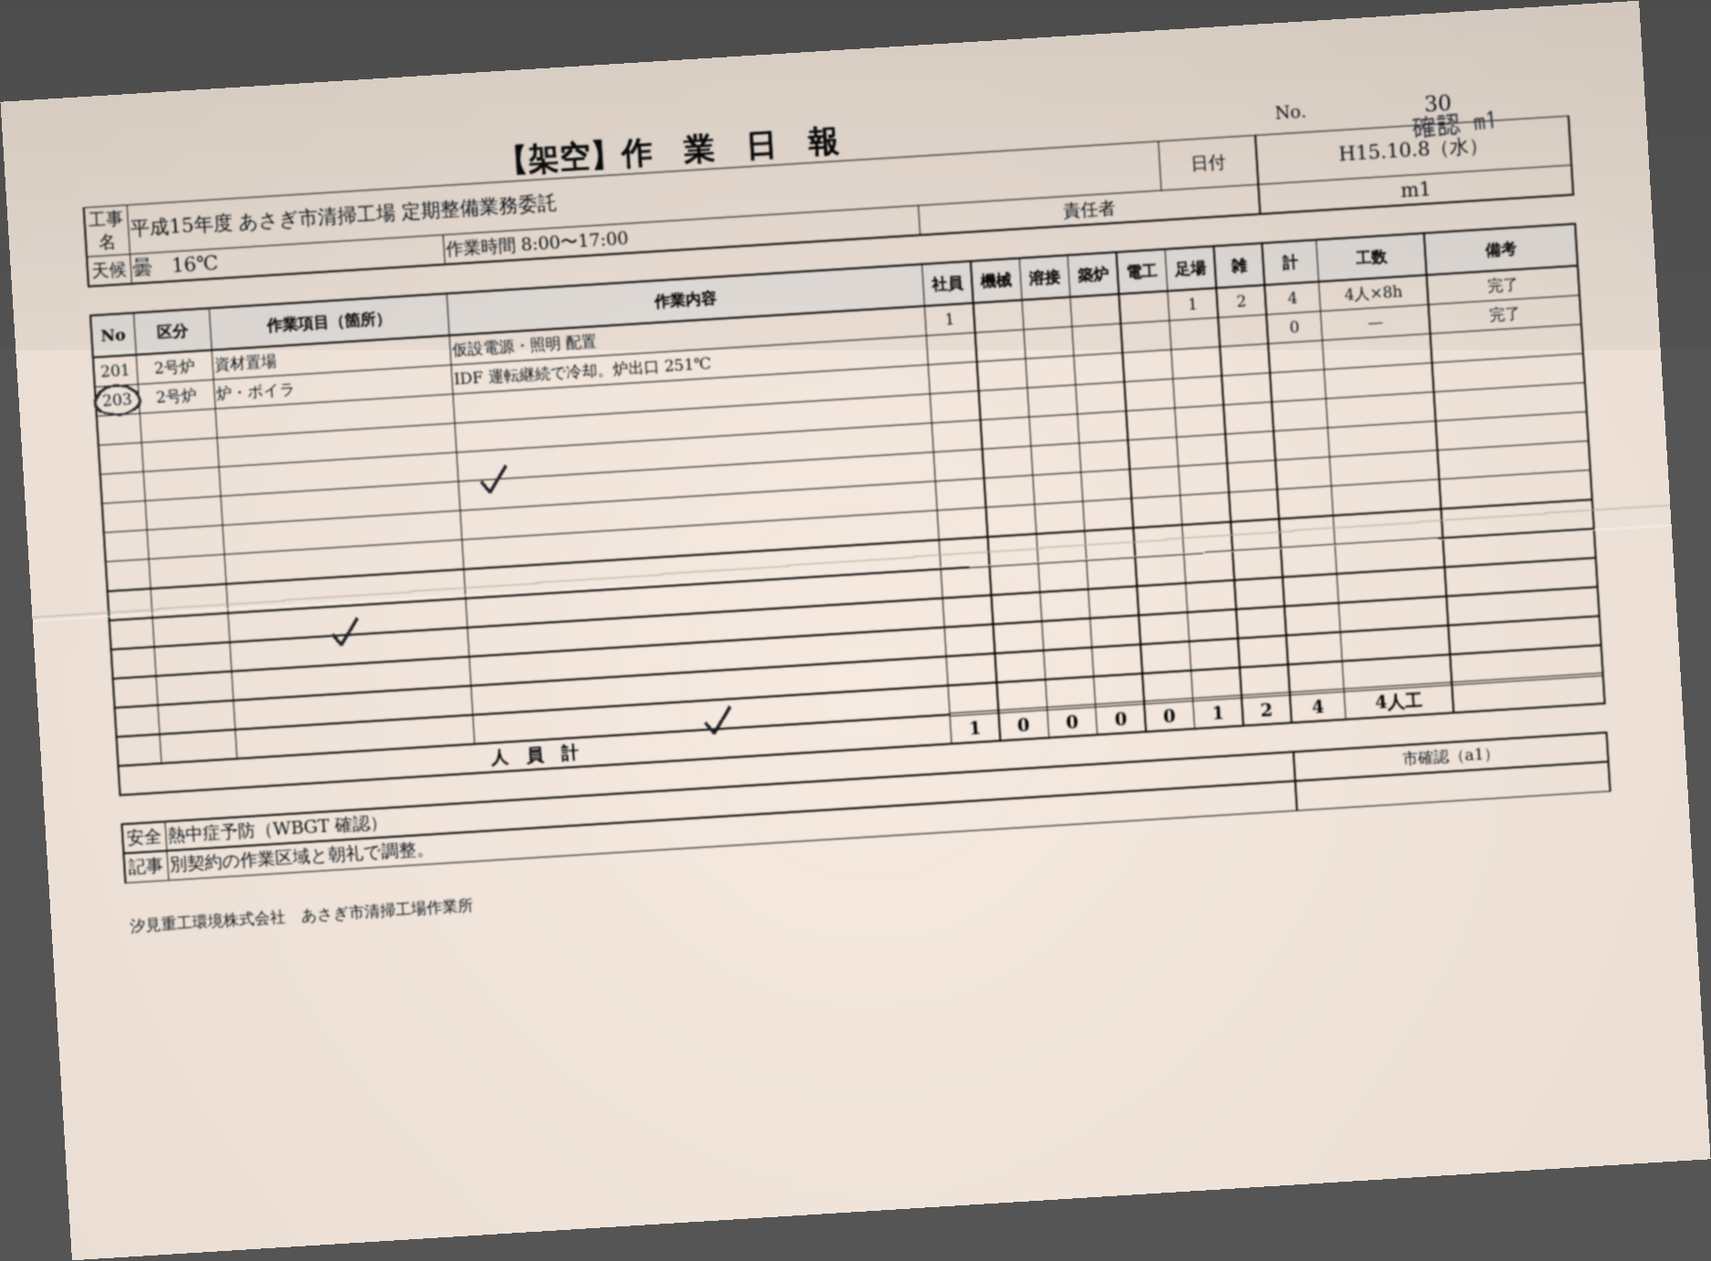 No. 30
確認 m1
【架空】作 業 日 報
工事名 平成15年度 あさぎ市清掃工場 定期整備業務委託 日付 H15.10.8（水）
天候 曇 16℃ 作業時間 8:00〜17:00 責任者 m1
No 区分 作業項目（箇所） 作業内容 社員 機械 溶接 築炉 電工 足場 雑 計 工数 備考
201 2号炉 資材置場 仮設電源・照明 配置 1 1 2 4 4人×8h 完了
203 2号炉 炉・ボイラ IDF 運転継続で冷却。炉出口 251℃ 0 — 完了
人 員 計 1 0 0 0 0 1 2 4 4人工
安全 熱中症予防（WBGT 確認） 市確認（a1）
記事 別契約の作業区域と朝礼で調整。
汐見重工環境株式会社 あさぎ市清掃工場作業所